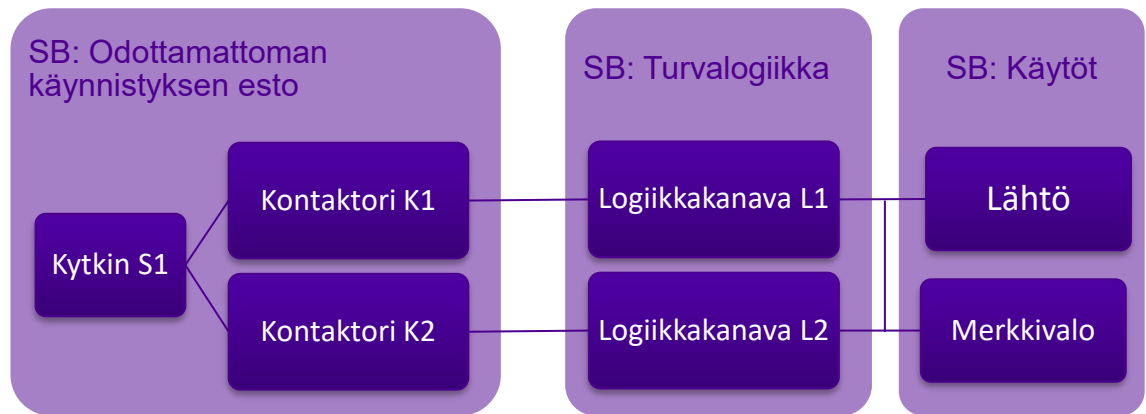 SB: Odottamattoman
käynnistyksen esto
SB: Turvalogiikka
SB: Käytöt
Kytkin S1
Kontaktori K1
Kontaktori K2
Logiikkakanava L1
Logiikkakanava L2
Lähtö
Merkkivalo